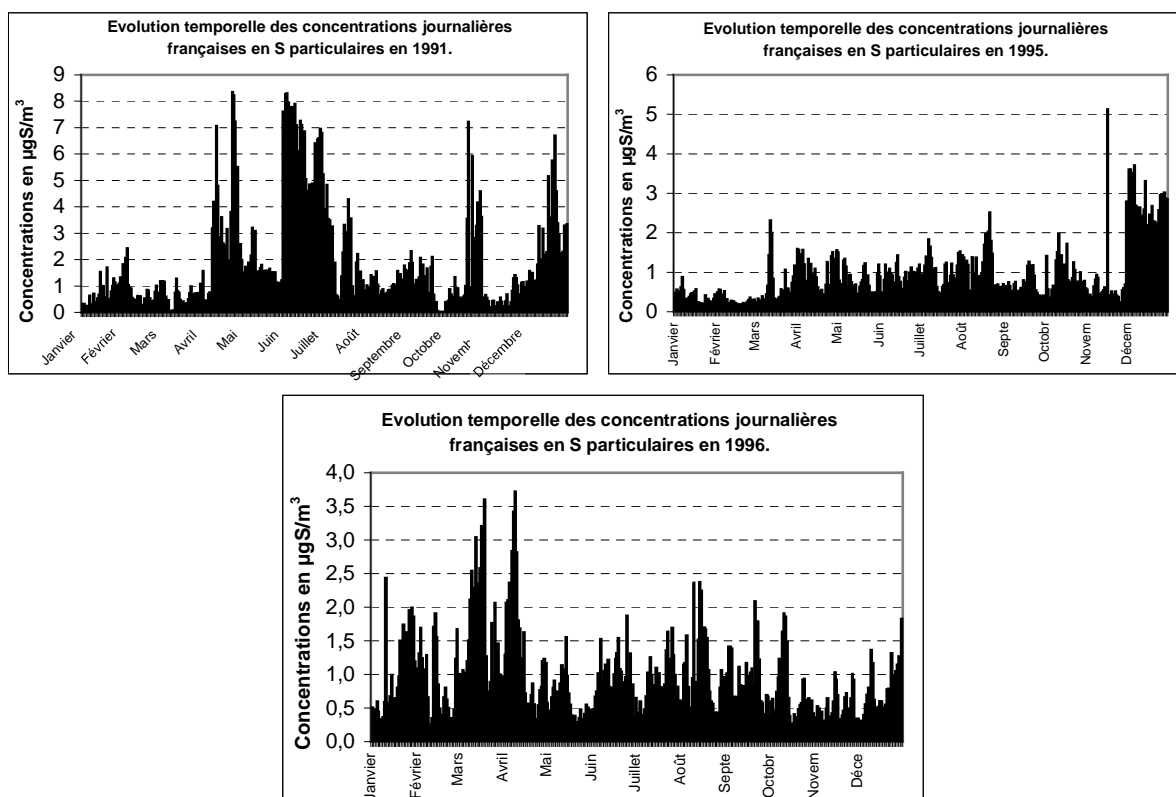 Evolution temporelle des concentrations journalières
françaises en S particulaires en 1991.
Concentrations en µgS/m³
9
8
7
6
5
4
3
2
1
0
Janvier
Février
Mars
Avril
Mai
Juin
Juillet
Août
Septembre
Octobre
Novembr
Décembre
Evolution temporelle des concentrations journalières
françaises en S particulaires en 1995.
Concentrations en µgS/m³
6
5
4
3
2
1
0
Janvier
Février
Mars
Avril
Mai
Juin
Juillet
Août
Septe
Octobr
Novem
Décem
Evolution temporelle des concentrations journalières
françaises en S particulaires en 1996.
Concentrations en µgS/m³
4,0
3,5
3,0
2,5
2,0
1,5
1,0
0,5
0,0
Janvier
Février
Mars
Avril
Mai
Juin
Juillet
Août
Septe
Octobr
Novem
Déce